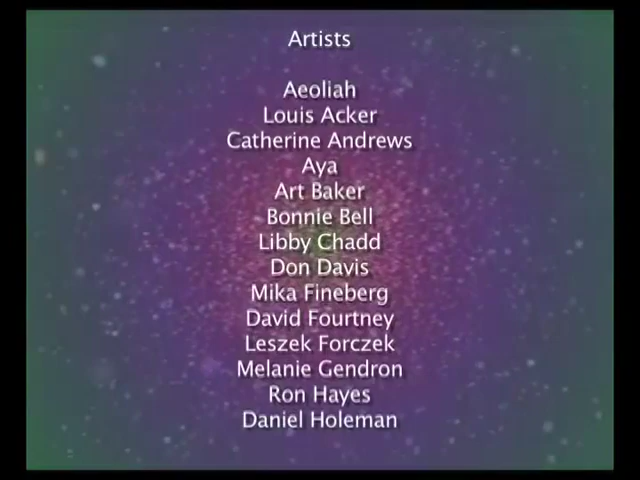 Artists
Aeoliah
Louis Acker
Catherine Andrews
Aya
Art Baker
Bonnie Bell
Libby Chadd
Don Davis
Mika Fineberg
David Fourtney
Leszek Forczek
Melanie Gendron
Ron Hayes
Daniel Holeman